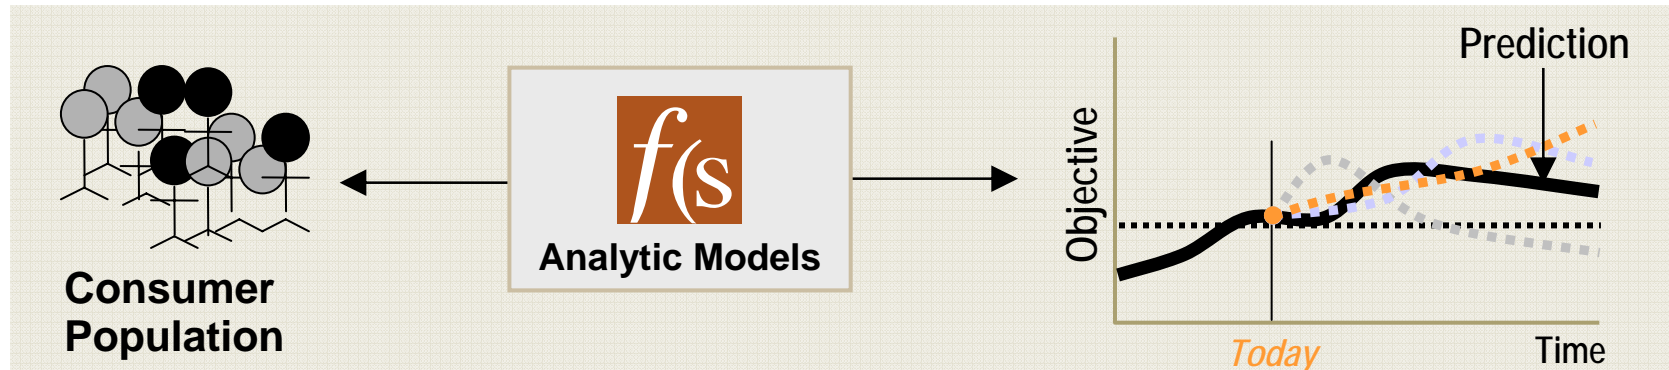 Consumer
Population
f(s
Analytic Models
Prediction
Objective
Today
Time